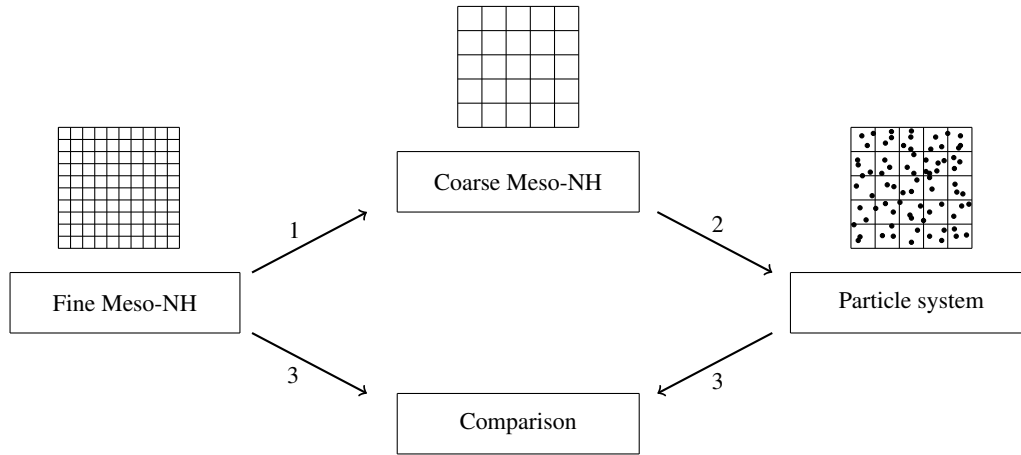 Coarse Meso-NH
1
2
Fine Meso-NH
Particle system
3
3
Comparison